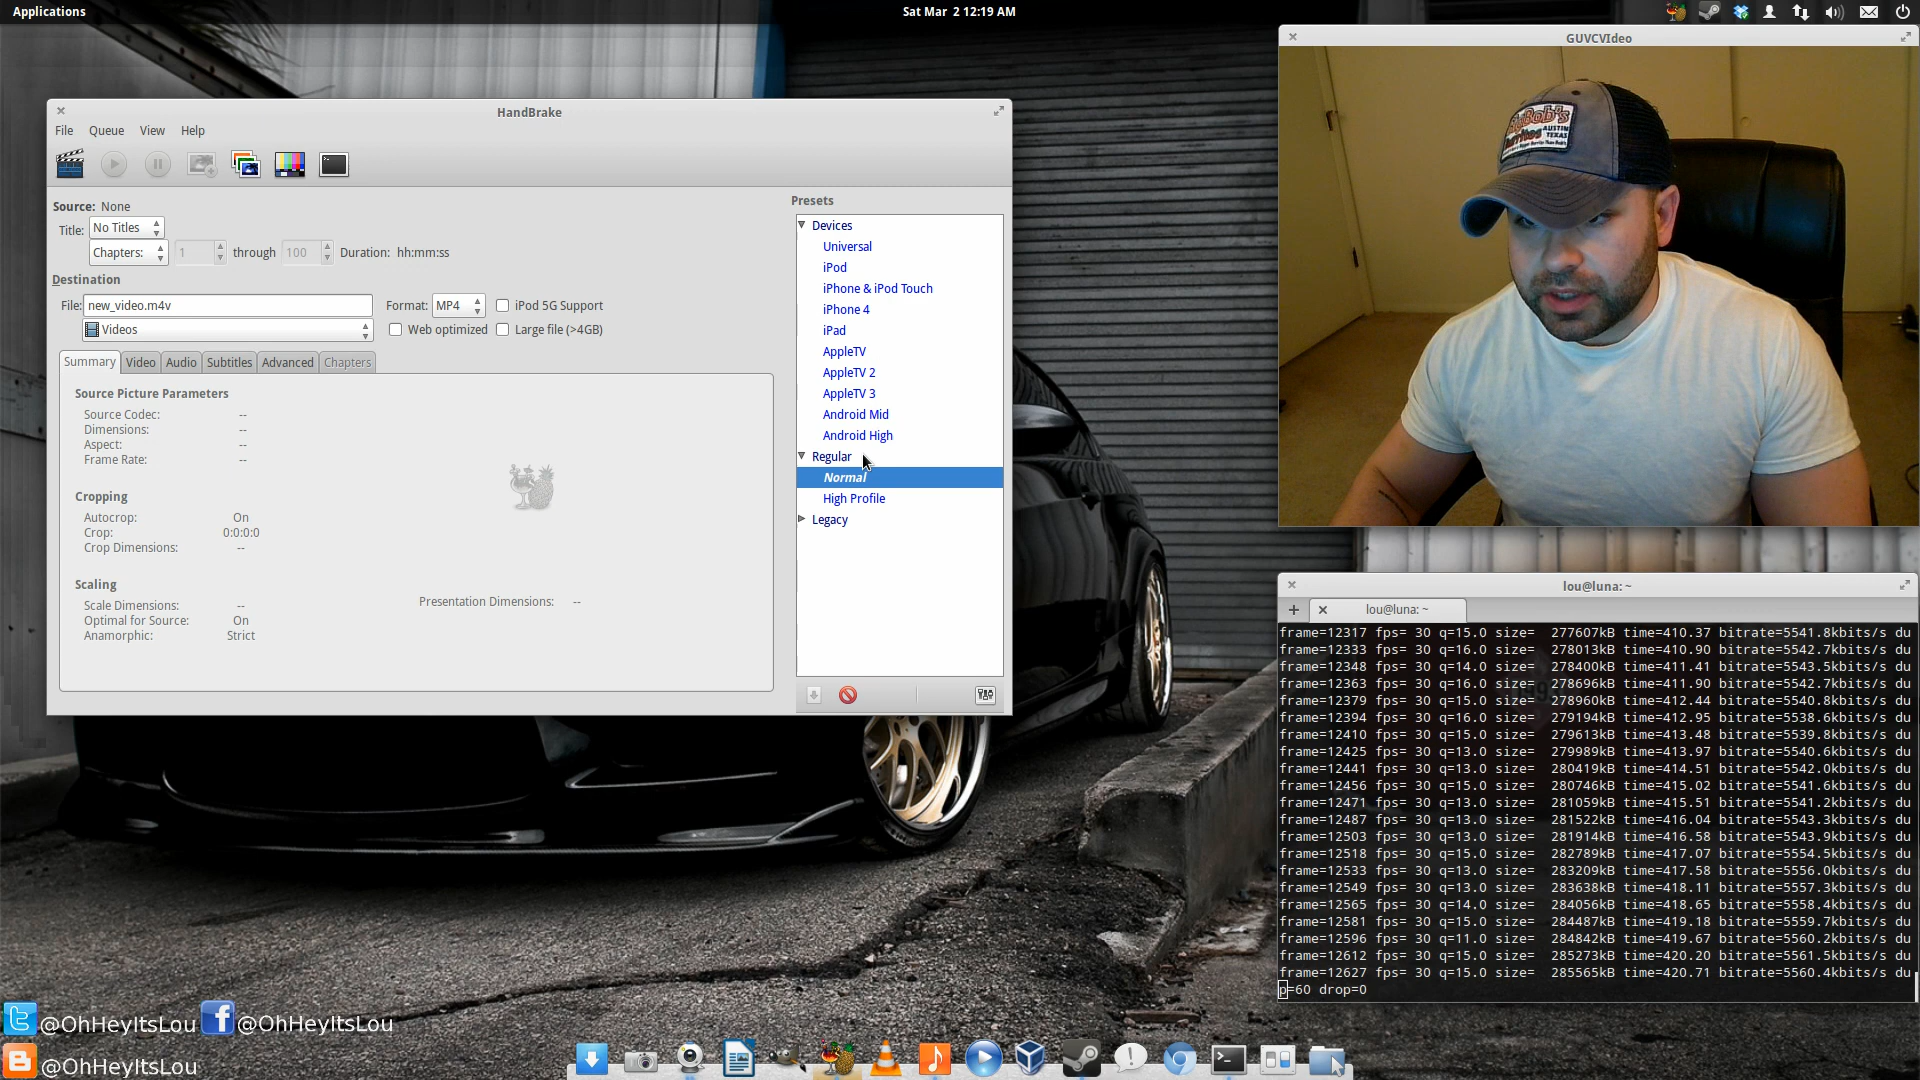 Applications
Sat Mar 2 12:19 AM
HandBrake
File Queue View Help
Source: None
Title: No Titles
Chapters: 1 through 100 Duration: hh:mm:ss
Destination
File: new_video.m4v Format: MP4 iPod 5G Support
Videos Web optimized Large file (>4GB)
Summary Video Audio Subtitles Advanced Chapters
Source Picture Parameters
Source Codec: --
Dimensions: --
Aspect: --
Frame Rate: --
Cropping
Autocrop: On
Crop: 0:0:0:0
Crop Dimensions: --
Scaling
Scale Dimensions: --
Optimal for Source: On
Anamorphic: Strict
Presentation Dimensions: --
Presets
Devices
Universal
iPod
iPhone & iPod Touch
iPhone 4
iPad
AppleTV
AppleTV 2
AppleTV 3
Android Mid
Android High
Regular
Normal
High Profile
Legacy
GUVCVIdeo
Bob's
Burritos
AUSTIN
TEXAS
lou@luna: ~
lou@luna: ~
frame=12317 fps= 30 q=15.0 size= 277607kB time=410.37 bitrate=5541.8kbits/s du
frame=12333 fps= 30 q=16.0 size= 278013kB time=410.90 bitrate=5542.7kbits/s du
frame=12348 fps= 30 q=14.0 size= 278400kB time=411.41 bitrate=5543.5kbits/s du
frame=12363 fps= 30 q=16.0 size= 278696kB time=411.90 bitrate=5542.7kbits/s du
frame=12379 fps= 30 q=15.0 size= 278960kB time=412.44 bitrate=5540.8kbits/s du
frame=12394 fps= 30 q=16.0 size= 279194kB time=412.95 bitrate=5538.6kbits/s du
frame=12410 fps= 30 q=15.0 size= 279613kB time=413.48 bitrate=5539.8kbits/s du
frame=12425 fps= 30 q=13.0 size= 279989kB time=413.97 bitrate=5540.6kbits/s du
frame=12441 fps= 30 q=13.0 size= 280419kB time=414.51 bitrate=5542.0kbits/s du
frame=12456 fps= 30 q=15.0 size= 280746kB time=415.02 bitrate=5541.6kbits/s du
frame=12471 fps= 30 q=13.0 size= 281059kB time=415.51 bitrate=5541.2kbits/s du
frame=12487 fps= 30 q=13.0 size= 281522kB time=416.04 bitrate=5543.3kbits/s du
frame=12503 fps= 30 q=13.0 size= 281914kB time=416.58 bitrate=5543.9kbits/s du
frame=12518 fps= 30 q=15.0 size= 282789kB time=417.07 bitrate=5554.5kbits/s du
frame=12533 fps= 30 q=13.0 size= 283209kB time=417.58 bitrate=5556.0kbits/s du
frame=12549 fps= 30 q=13.0 size= 283638kB time=418.11 bitrate=5557.3kbits/s du
frame=12565 fps= 30 q=14.0 size= 284056kB time=418.65 bitrate=5558.4kbits/s du
frame=12581 fps= 30 q=15.0 size= 284487kB time=419.18 bitrate=5559.7kbits/s du
frame=12596 fps= 30 q=11.0 size= 284842kB time=419.67 bitrate=5560.2kbits/s du
frame=12612 fps= 30 q=15.0 size= 285273kB time=420.20 bitrate=5561.5kbits/s du
frame=12627 fps= 30 q=15.0 size= 285565kB time=420.71 bitrate=5560.4kbits/s du
p=60 drop=0
@OhHeyItsLou @OhHeyItsLou
@OhHeyItsLou